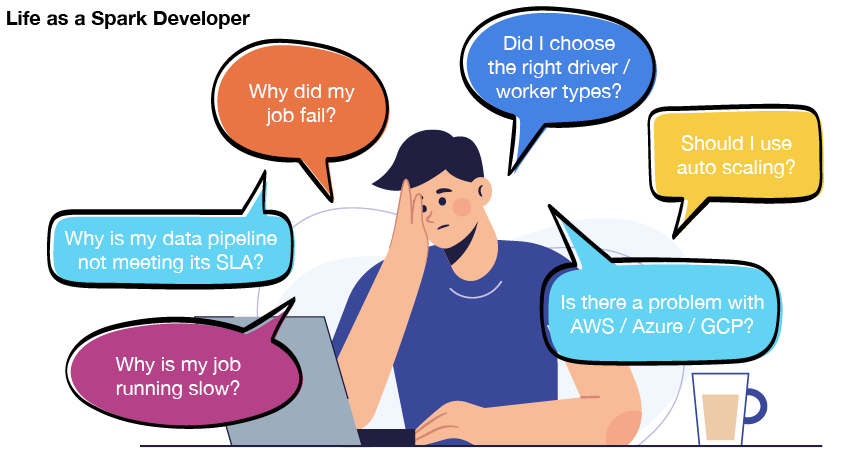 Life as a Spark Developer
Why did my
job fail?
Did I choose
the right driver /
worker types?
Should I use
auto scaling?
Why is my data pipeline
not meeting its SLA?
Is there a problem with
AWS / Azure / GCP?
Why is my job
running slow?